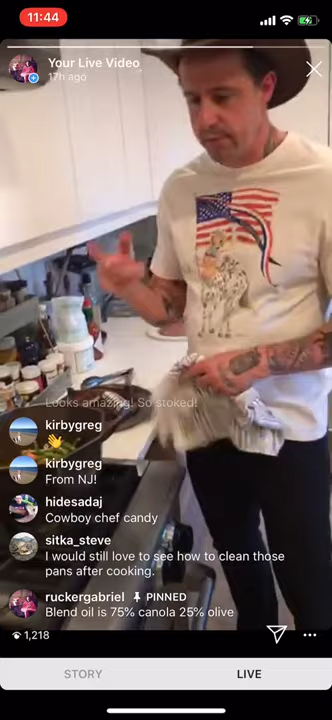 11:44
Your Live Video
17h ago
Looks amazing! So stoked!
kirbygreg
👋
kirbygreg
From NJ!
hidesadaj
Cowboy chef candy
sitka_steve
I would still love to see how to clean those
pans after cooking.
ruckergabriel PINNED
Blend oil is 75% canola 25% olive
1,218
STORY LIVE